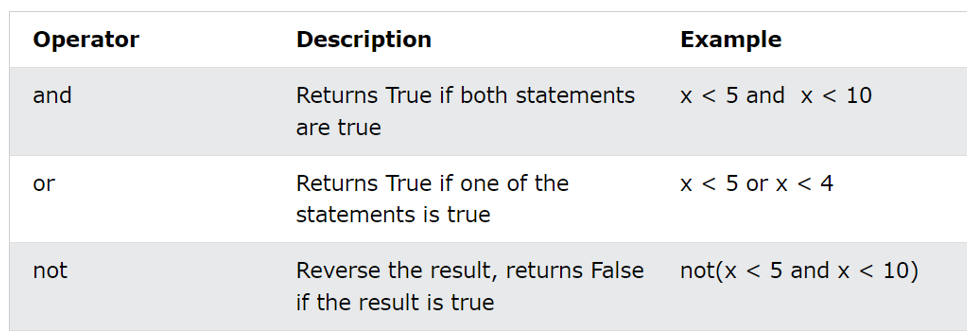 Operator Description Example
and Returns True if both statements x < 5 and  x < 10
are true
or Returns True if one of the x < 5 or x < 4
statements is true
not Reverse the result, returns False not(x < 5 and x < 10)
if the result is true